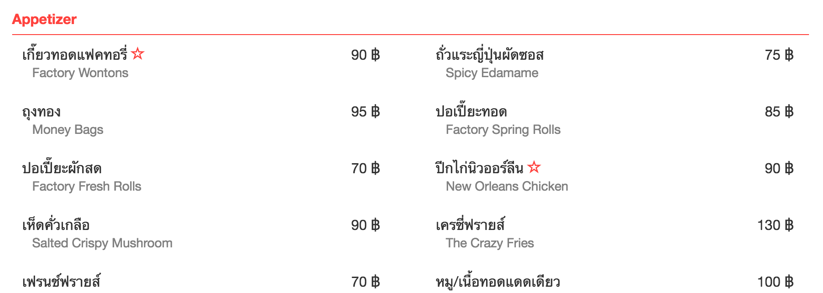 Appetizer
เกี๊ยวทอดแฟคทอรี่ ☆ 90 ฿
Factory Wontons
ถุงทอง 95 ฿
Money Bags
ปอเปี๊ยะผักสด 70 ฿
Factory Fresh Rolls
เห็ดคั่วเกลือ 90 ฿
Salted Crispy Mushroom
เฟรนช์ฟรายส์ 70 ฿
ถั่วแระญี่ปุ่นผัดซอส 75 ฿
Spicy Edamame
ปอเปี๊ยะทอด 85 ฿
Factory Spring Rolls
ปีกไก่นิวออร์ลีน ☆ 90 ฿
New Orleans Chicken
เครซี่ฟรายส์ 130 ฿
The Crazy Fries
หมู/เนื้อทอดแดดเดียว 100 ฿